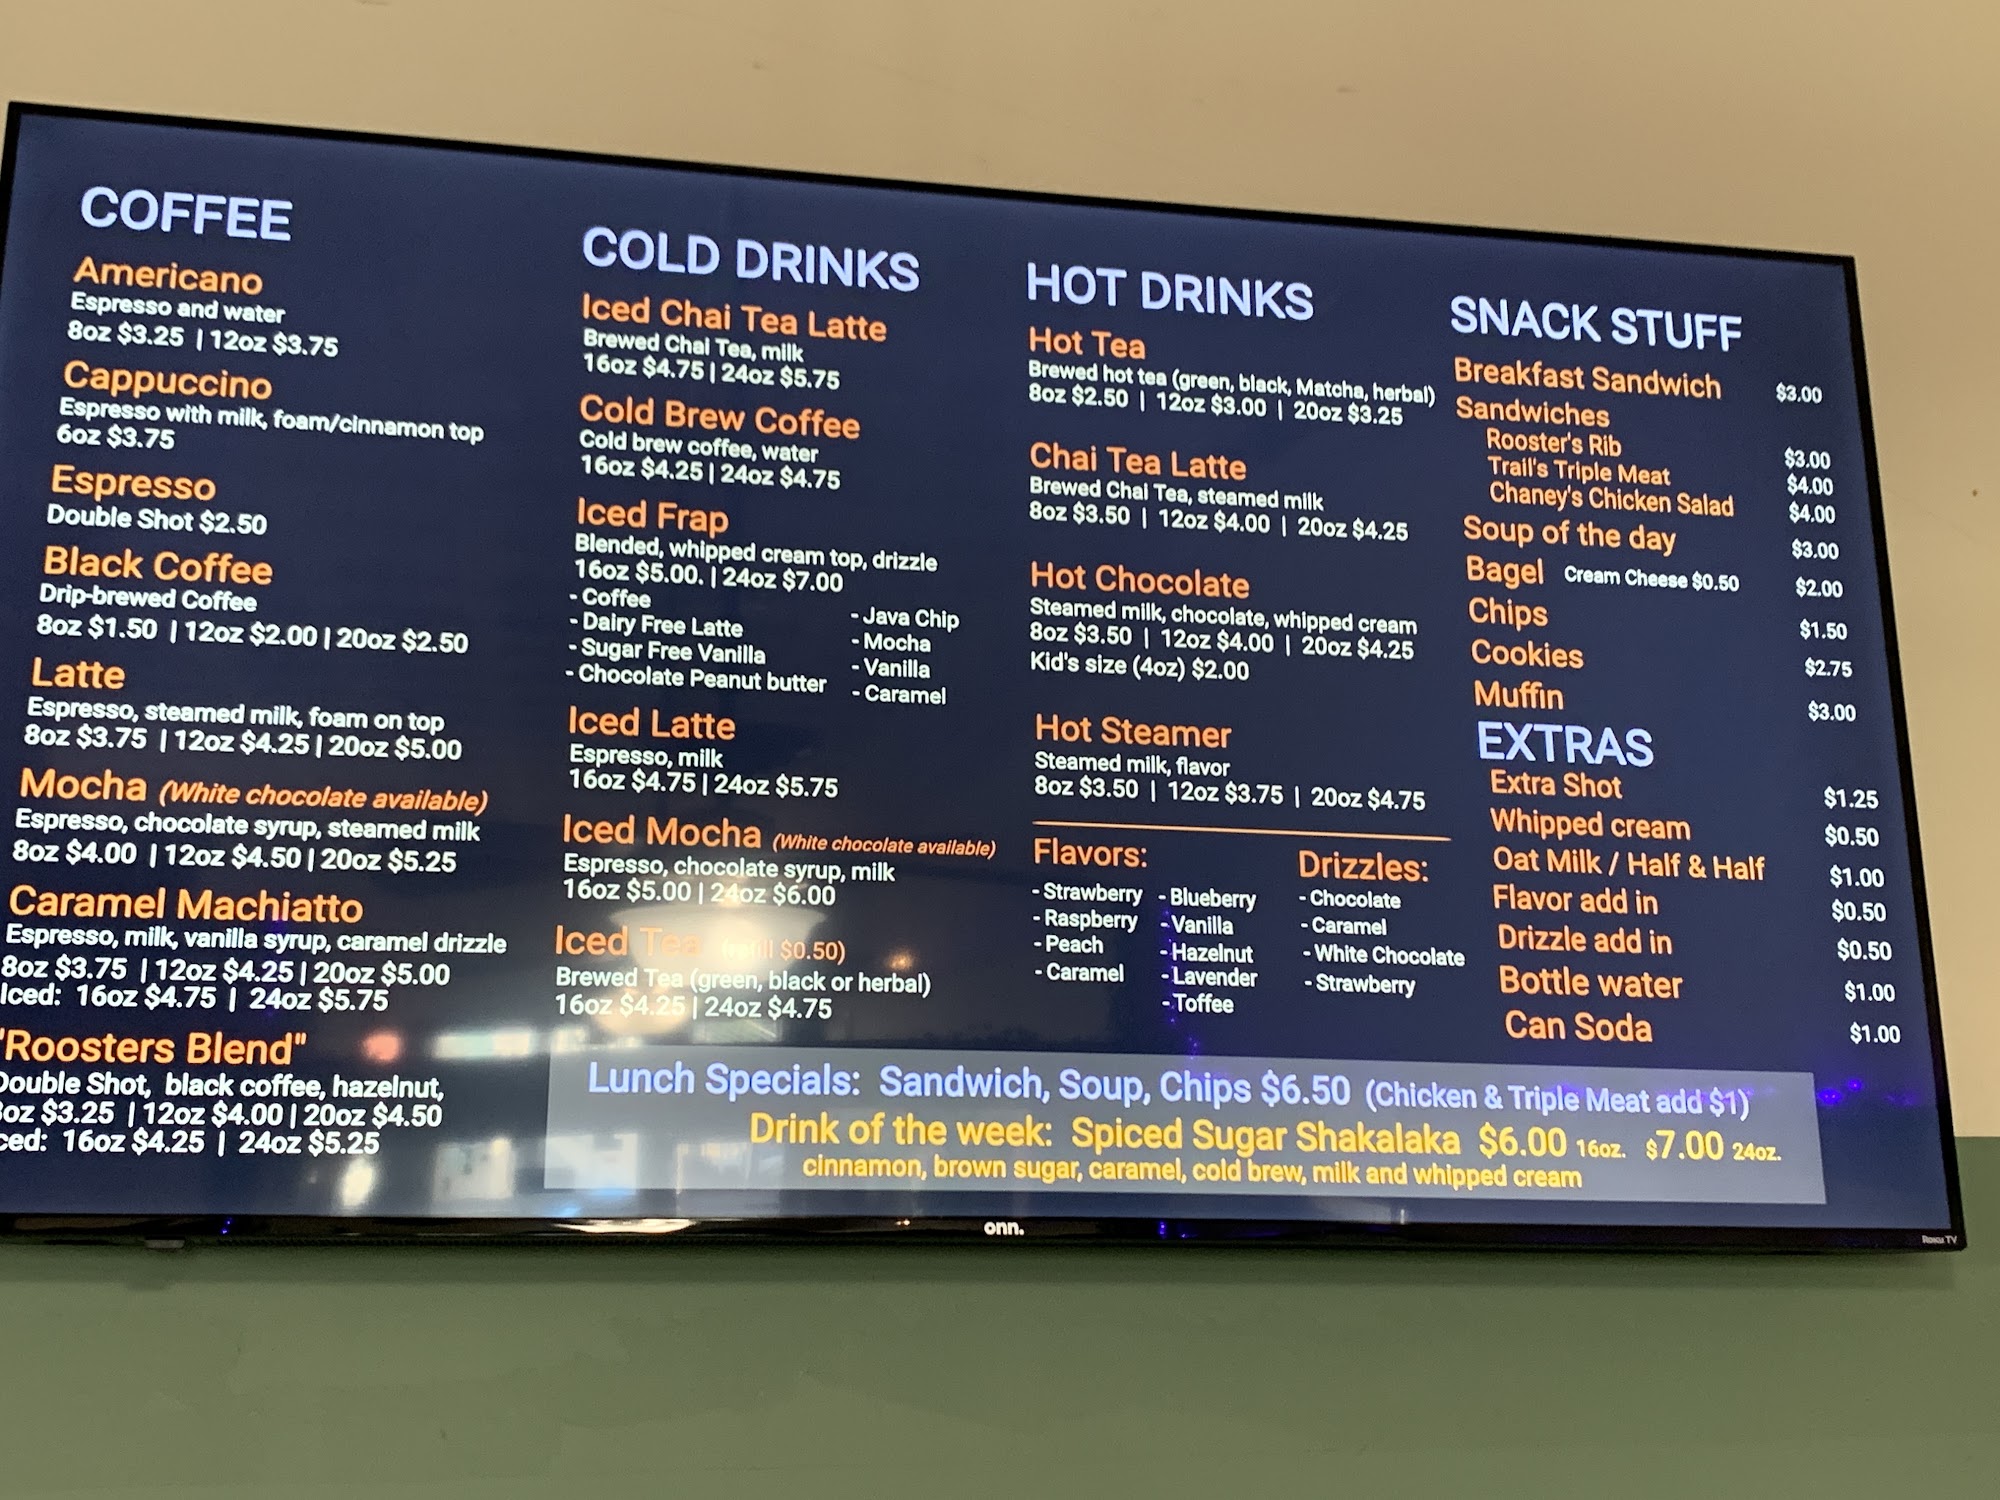 COFFEE
Americano
Espresso and water
8oz $3.25 | 12oz $3.75
Cappuccino
Espresso with milk, foam/cinnamon top
6oz $3.75
Espresso
Double Shot $2.50
Black Coffee
Drip-brewed Coffee
8oz $1.50 | 12oz $2.00 | 20oz $2.50
Latte
Espresso, steamed milk, foam on top
8oz $3.75 | 12oz $4.25 | 20oz $5.00
Mocha (White chocolate available)
Espresso, chocolate syrup, steamed milk
8oz $4.00 | 12oz $4.50 | 20oz $5.25
Caramel Machiatto
Espresso, milk, vanilla syrup, caramel drizzle
8oz $3.75 | 12oz $4.25 | 20oz $5.00
Iced: 16oz $4.75 | 24oz $5.75
"Roosters Blend"
Double Shot, black coffee, hazelnut,
8oz $3.25 | 12oz $4.00 | 20oz $4.50
ced: 16oz $4.25 | 24oz $5.25
COLD DRINKS
Iced Chai Tea Latte
Brewed Chai Tea, milk
16oz $4.75 | 24oz $5.75
Cold Brew Coffee
Cold brew coffee, water
16oz $4.25 | 24oz $4.75
Iced Frap
Blended, whipped cream top, drizzle
16oz $5.00. | 24oz $7.00
- Coffee
- Dairy Free Latte
- Sugar Free Vanilla
- Chocolate Peanut butter
- Java Chip
- Mocha
- Vanilla
- Caramel
Iced Latte
Espresso, milk
16oz $4.75 | 24oz $5.75
Iced Mocha (White chocolate available)
Espresso, chocolate syrup, milk
16oz $5.00 | 24oz $6.00
Iced Tea (refill $0.50)
Brewed Tea (green, black or herbal)
16oz $4.25 | 24oz $4.75
HOT DRINKS
Hot Tea
Brewed hot tea (green, black, Matcha, herbal)
8oz $2.50 | 12oz $3.00 | 20oz $3.25
Chai Tea Latte
Brewed Chai Tea, steamed milk
8oz $3.50 | 12oz $4.00 | 20oz $4.25
Hot Chocolate
Steamed milk, chocolate, whipped cream
8oz $3.50 | 12oz $4.00 | 20oz $4.25
Kid's size (4oz) $2.00
Hot Steamer
Steamed milk, flavor
8oz $3.50 | 12oz $3.75 | 20oz $4.75
Flavors:
- Strawberry
- Raspberry
- Peach
- Caramel
- Blueberry
- Vanilla
- Hazelnut
- Lavender
- Toffee
Drizzles:
- Chocolate
- Caramel
- White Chocolate
- Strawberry
SNACK STUFF
Breakfast Sandwich $3.00
Sandwiches
Rooster's Rib $3.00
Trail's Triple Meat $4.00
Chaney's Chicken Salad $4.00
Soup of the day $3.00
Bagel Cream Cheese $0.50 $2.00
Chips $1.50
Cookies $2.75
Muffin $3.00
EXTRAS
Extra Shot $1.25
Whipped cream $0.50
Oat Milk / Half & Half $1.00
Flavor add in $0.50
Drizzle add in $0.50
Bottle water $1.00
Can Soda $1.00
Lunch Specials: Sandwich, Soup, Chips $6.50 (Chicken & Triple Meat add $1)
Drink of the week: Spiced Sugar Shakalaka $6.00 16oz. $7.00 24oz.
cinnamon, brown sugar, caramel, cold brew, milk and whipped cream
onn.
Roku TV